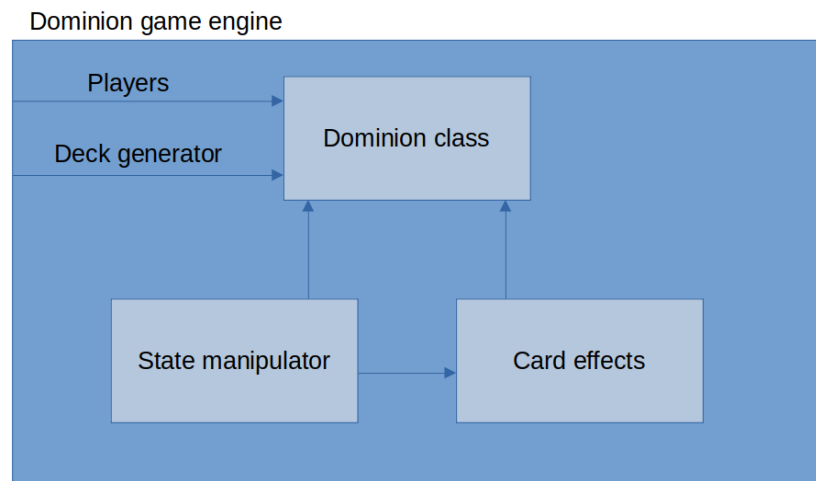 Dominion game engine
Players
Dominion class
Deck generator
State manipulator
Card effects